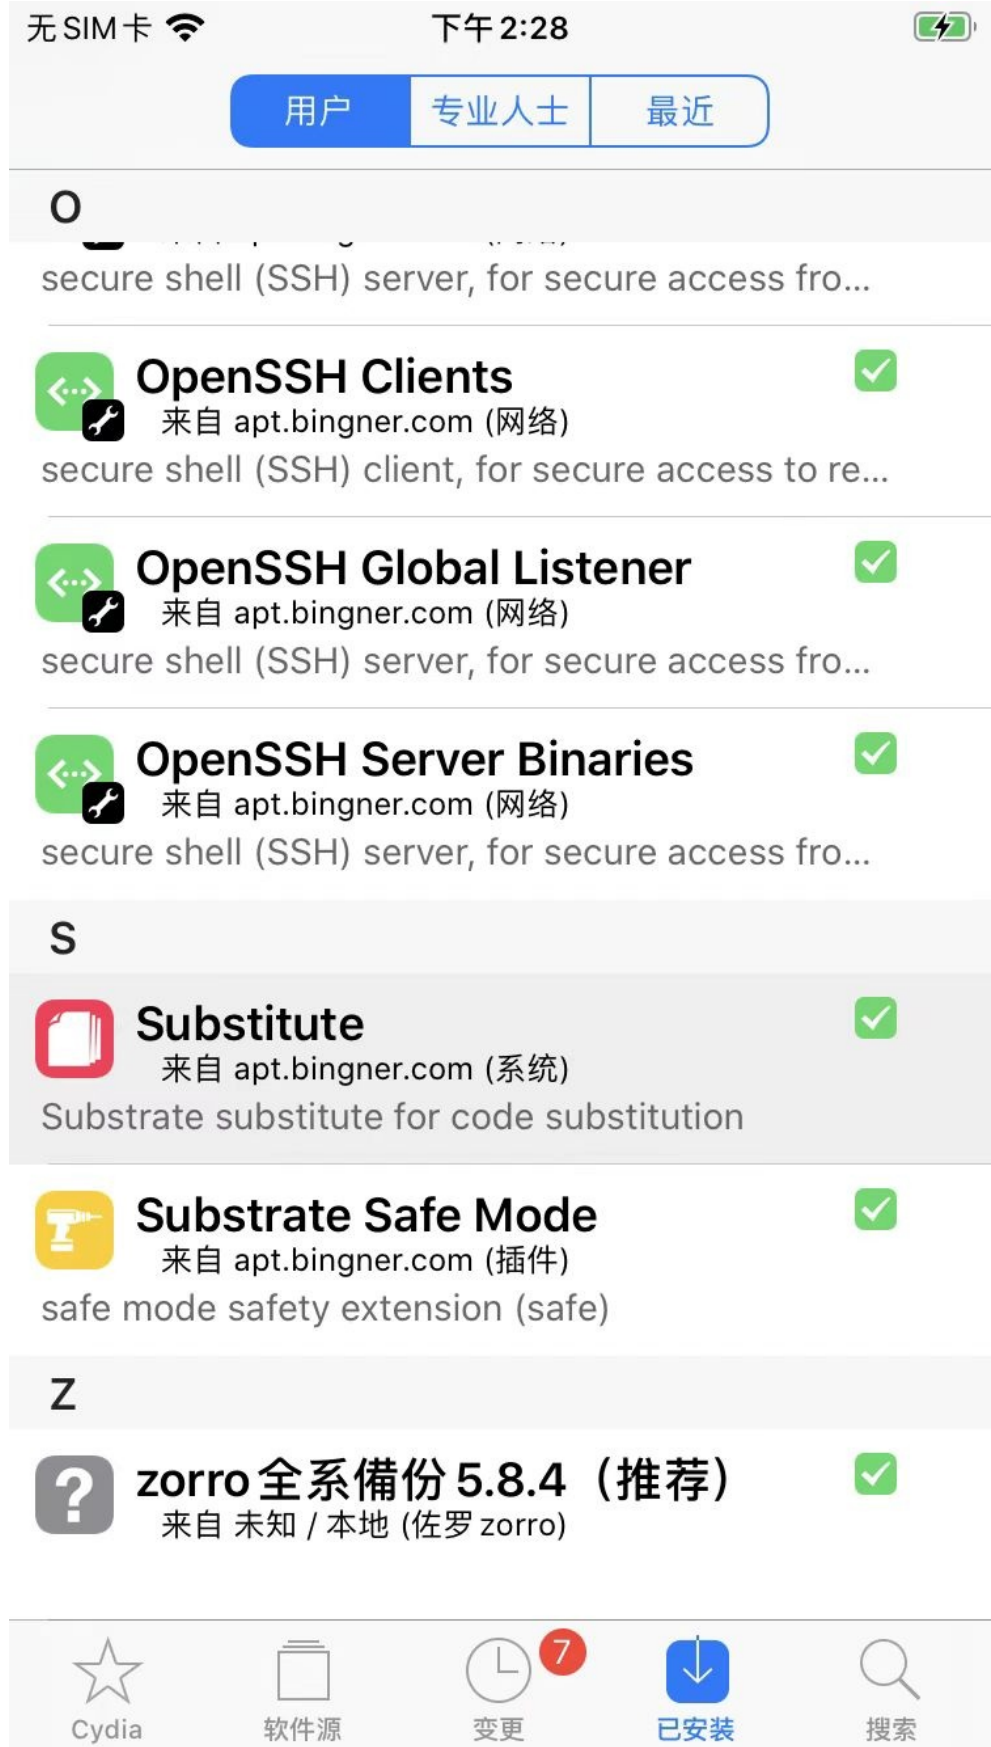 无SIM卡
下午2:28
用户
专业人士
最近
O
secure shell (SSH) server, for secure access fro...
OpenSSH Clients
来自 apt.bingner.com (网络)
secure shell (SSH) client, for secure access to re...
OpenSSH Global Listener
来自 apt.bingner.com (网络)
secure shell (SSH) server, for secure access fro...
OpenSSH Server Binaries
来自 apt.bingner.com (网络)
secure shell (SSH) server, for secure access fro...
S
Substitute
来自 apt.bingner.com (系统)
Substrate substitute for code substitution
Substrate Safe Mode
来自 apt.bingner.com (插件)
safe mode safety extension (safe)
Z
zorro全系備份5.8.4（推荐）
来自 未知 / 本地 (佐罗zorro)
7
Cydia
软件源
变更
已安装
搜索